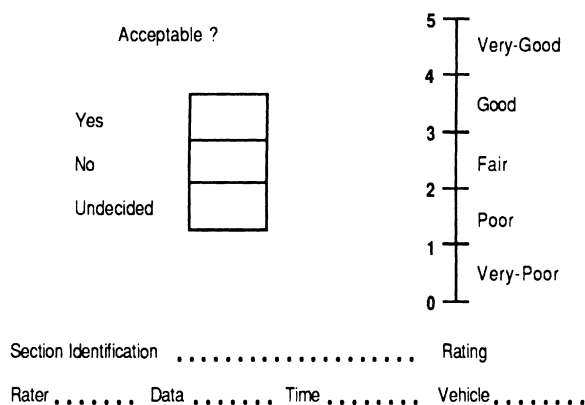 Acceptable ?
Yes
No
Undecided
5
Very-Good
4
Good
3
Fair
2
Poor
1
Very-Poor
0
Section Identification ........................ Rating
Rater ....... Data ........ Time ......... Vehicle .........